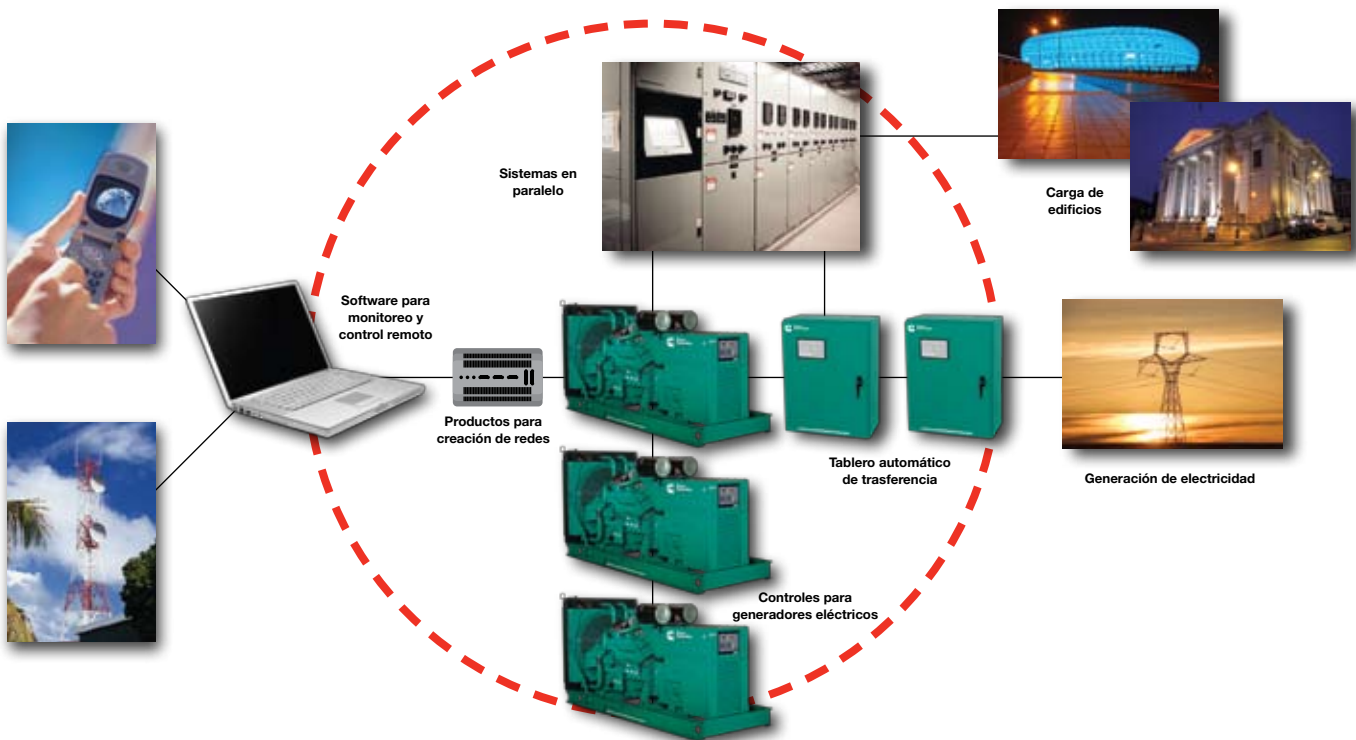 Sistemas en
paralelo
Carga de
edificios
Software para
monitoreo y
control remoto
Productos para
creación de redes
Tablero automático
de trasferencia
Generación de electricidad
Controles para
generadores eléctricos